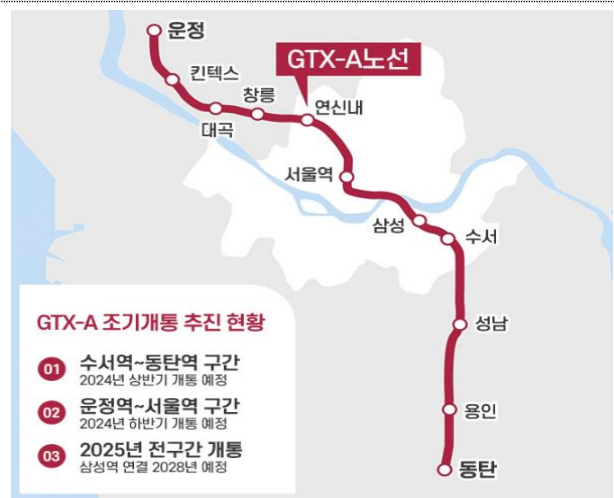 운정
GTX-A노선
킨텍스
창릉
연신내
대곡
서울역
삼성
수서
성남
용인
동탄
GTX-A 조기개통 추진 현황
01 수서역~동탄역 구간
2024년 상반기 개통 예정
02 운정역~서울역 구간
2024년 하반기 개통 예정
03 2025년 전구간 개통
삼성역 연결 2028년 예정